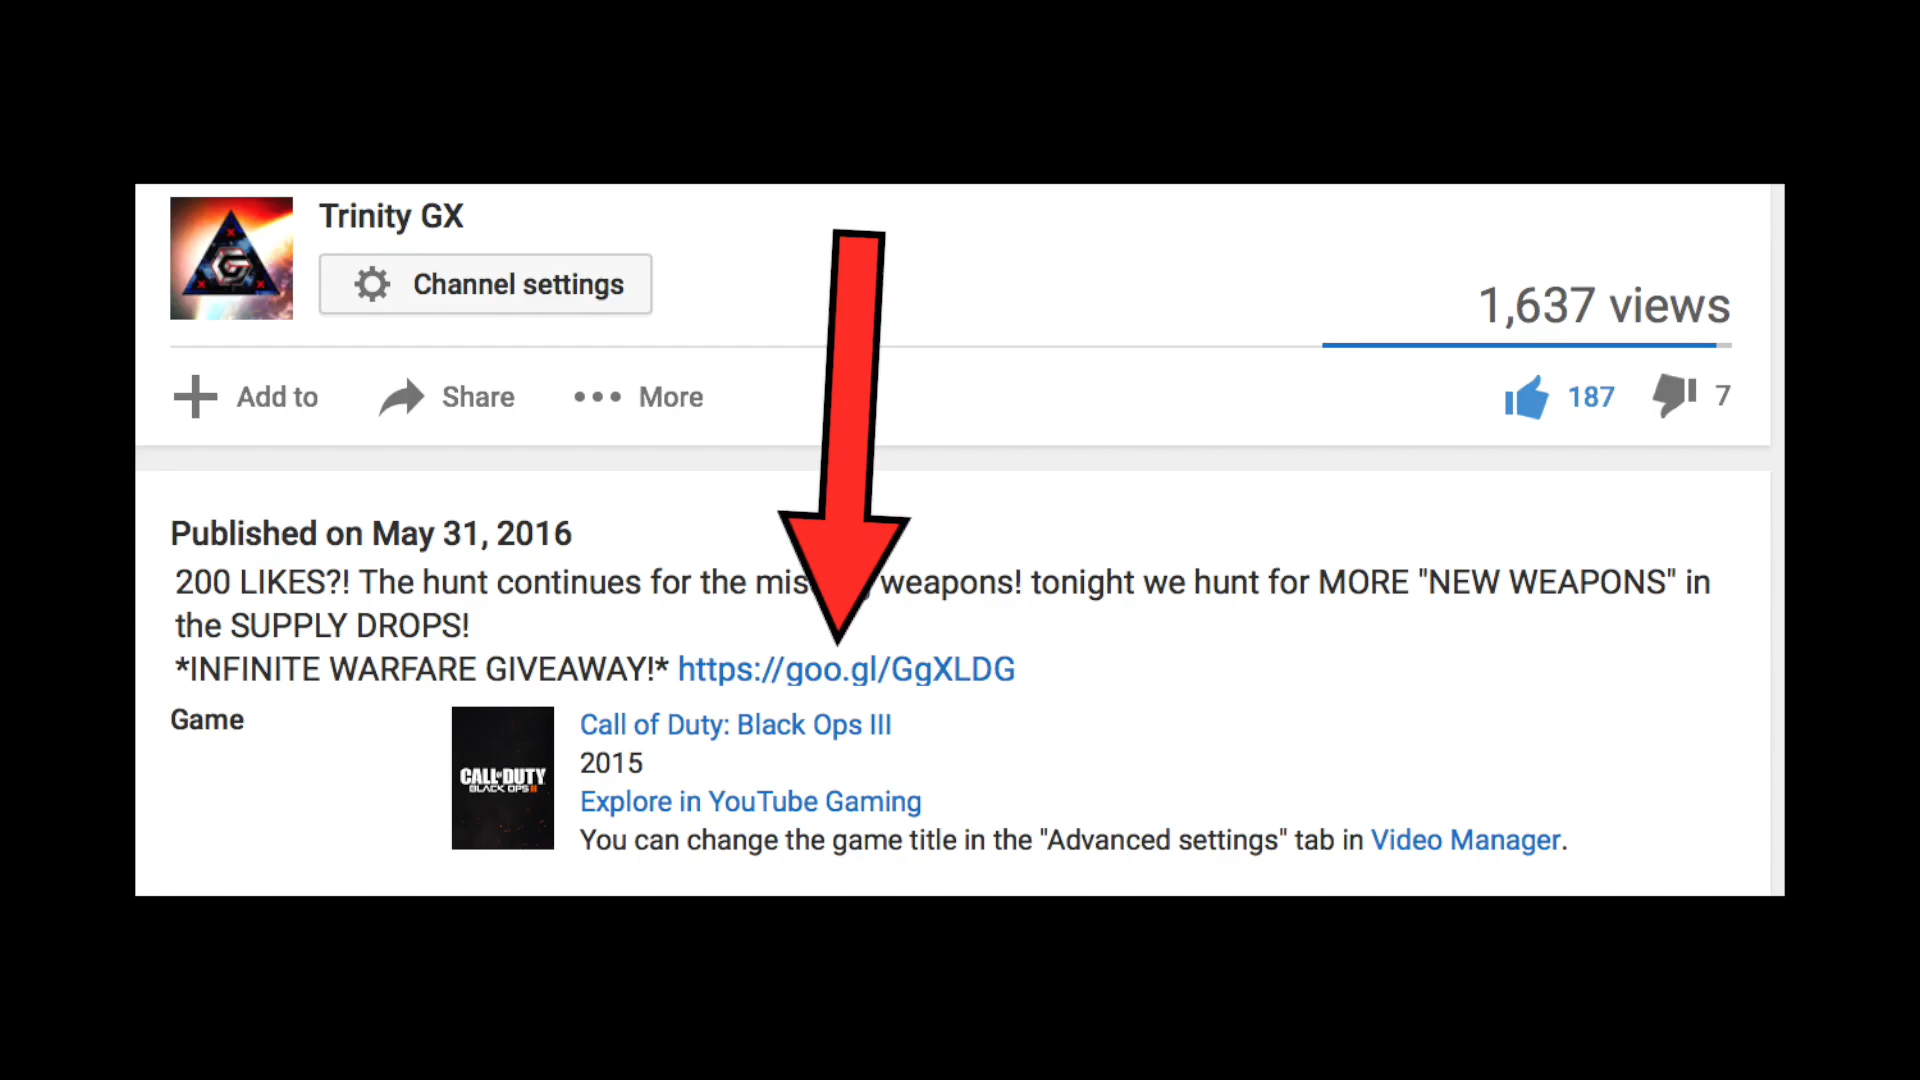 Trinity GX
Channel settings
1,637 views
Add to
Share
More
187
7
Published on May 31, 2016
200 LIKES?! The hunt continues for the weapons! tonight we hunt for MORE "NEW WEAPONS" in
the SUPPLY DROPS!
*INFINITE WARFARE GIVEAWAY!* https://goo.gl/GgXLDG
Game
CALL OF DUTY
BLACK OPS III
Call of Duty: Black Ops III
2015
Explore in YouTube Gaming
You can change the game title in the "Advanced settings" tab in Video Manager.